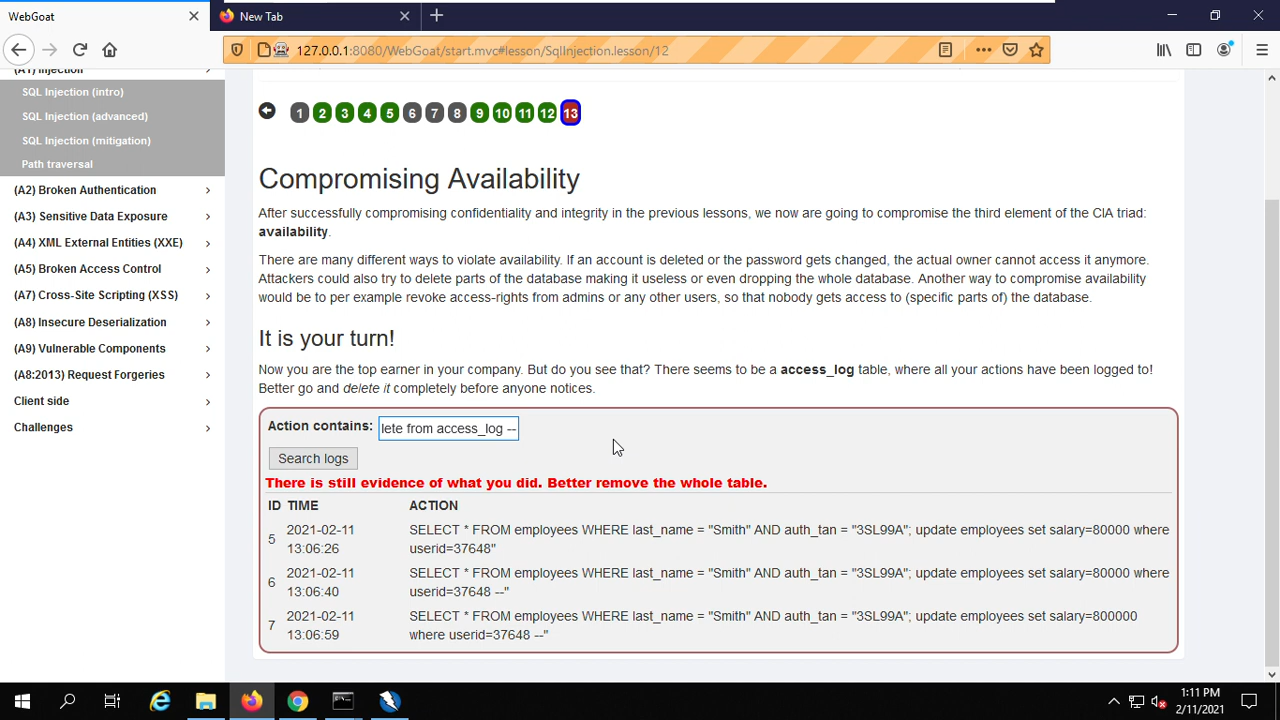 WebGoat
New Tab
127.0.0.1:8080/WebGoat/start.mvc#lesson/SqlInjection.lesson/12
(A1) Injection
SQL Injection (intro)
SQL Injection (advanced)
SQL Injection (mitigation)
Path traversal
(A2) Broken Authentication
(A3) Sensitive Data Exposure
(A4) XML External Entities (XXE)
(A5) Broken Access Control
(A7) Cross-Site Scripting (XSS)
(A8) Insecure Deserialization
(A9) Vulnerable Components
(A8:2013) Request Forgeries
Client side
Challenges
1 2 3 4 5 6 7 8 9 10 11 12 13
Compromising Availability
After successfully compromising confidentiality and integrity in the previous lessons, we now are going to compromise the third element of the CIA triad:
availability.
There are many different ways to violate availability. If an account is deleted or the password gets changed, the actual owner cannot access it anymore.
Attackers could also try to delete parts of the database making it useless or even dropping the whole database. Another way to compromise availability
would be to per example revoke access-rights from admins or any other users, so that nobody gets access to (specific parts of) the database.
It is your turn!
Now you are the top earner in your company. But do you see that? There seems to be a access_log table, where all your actions have been logged to!
Better go and delete it completely before anyone notices.
Action contains: lete from access_log --
Search logs
There is still evidence of what you did. Better remove the whole table.
ID TIME ACTION
5 2021-02-11 13:06:26 SELECT * FROM employees WHERE last_name = "Smith" AND auth_tan = "3SL99A"; update employees set salary=80000 where
userid=37648"
6 2021-02-11 13:06:40 SELECT * FROM employees WHERE last_name = "Smith" AND auth_tan = "3SL99A"; update employees set salary=80000 where
userid=37648 --"
7 2021-02-11 13:06:59 SELECT * FROM employees WHERE last_name = "Smith" AND auth_tan = "3SL99A"; update employees set salary=800000
where userid=37648 --"
1:11 PM
2/11/2021